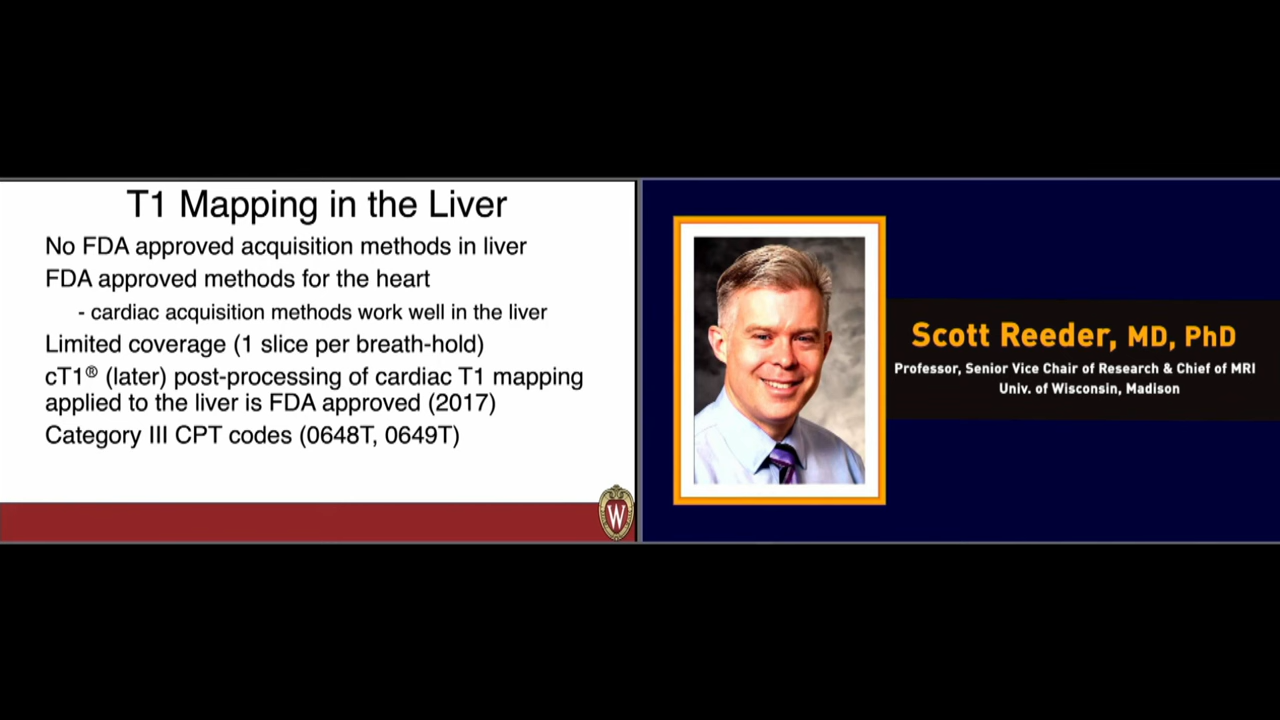 T1 Mapping in the Liver
No FDA approved acquisition methods in liver
FDA approved methods for the heart
- cardiac acquisition methods work well in the liver
Limited coverage (1 slice per breath-hold)
cT1® (later) post-processing of cardiac T1 mapping
applied to the liver is FDA approved (2017)
Category III CPT codes (0648T, 0649T)
W
Scott Reeder, MD, PhD
Professor, Senior Vice Chair of Research & Chief of MRI
Univ. of Wisconsin, Madison